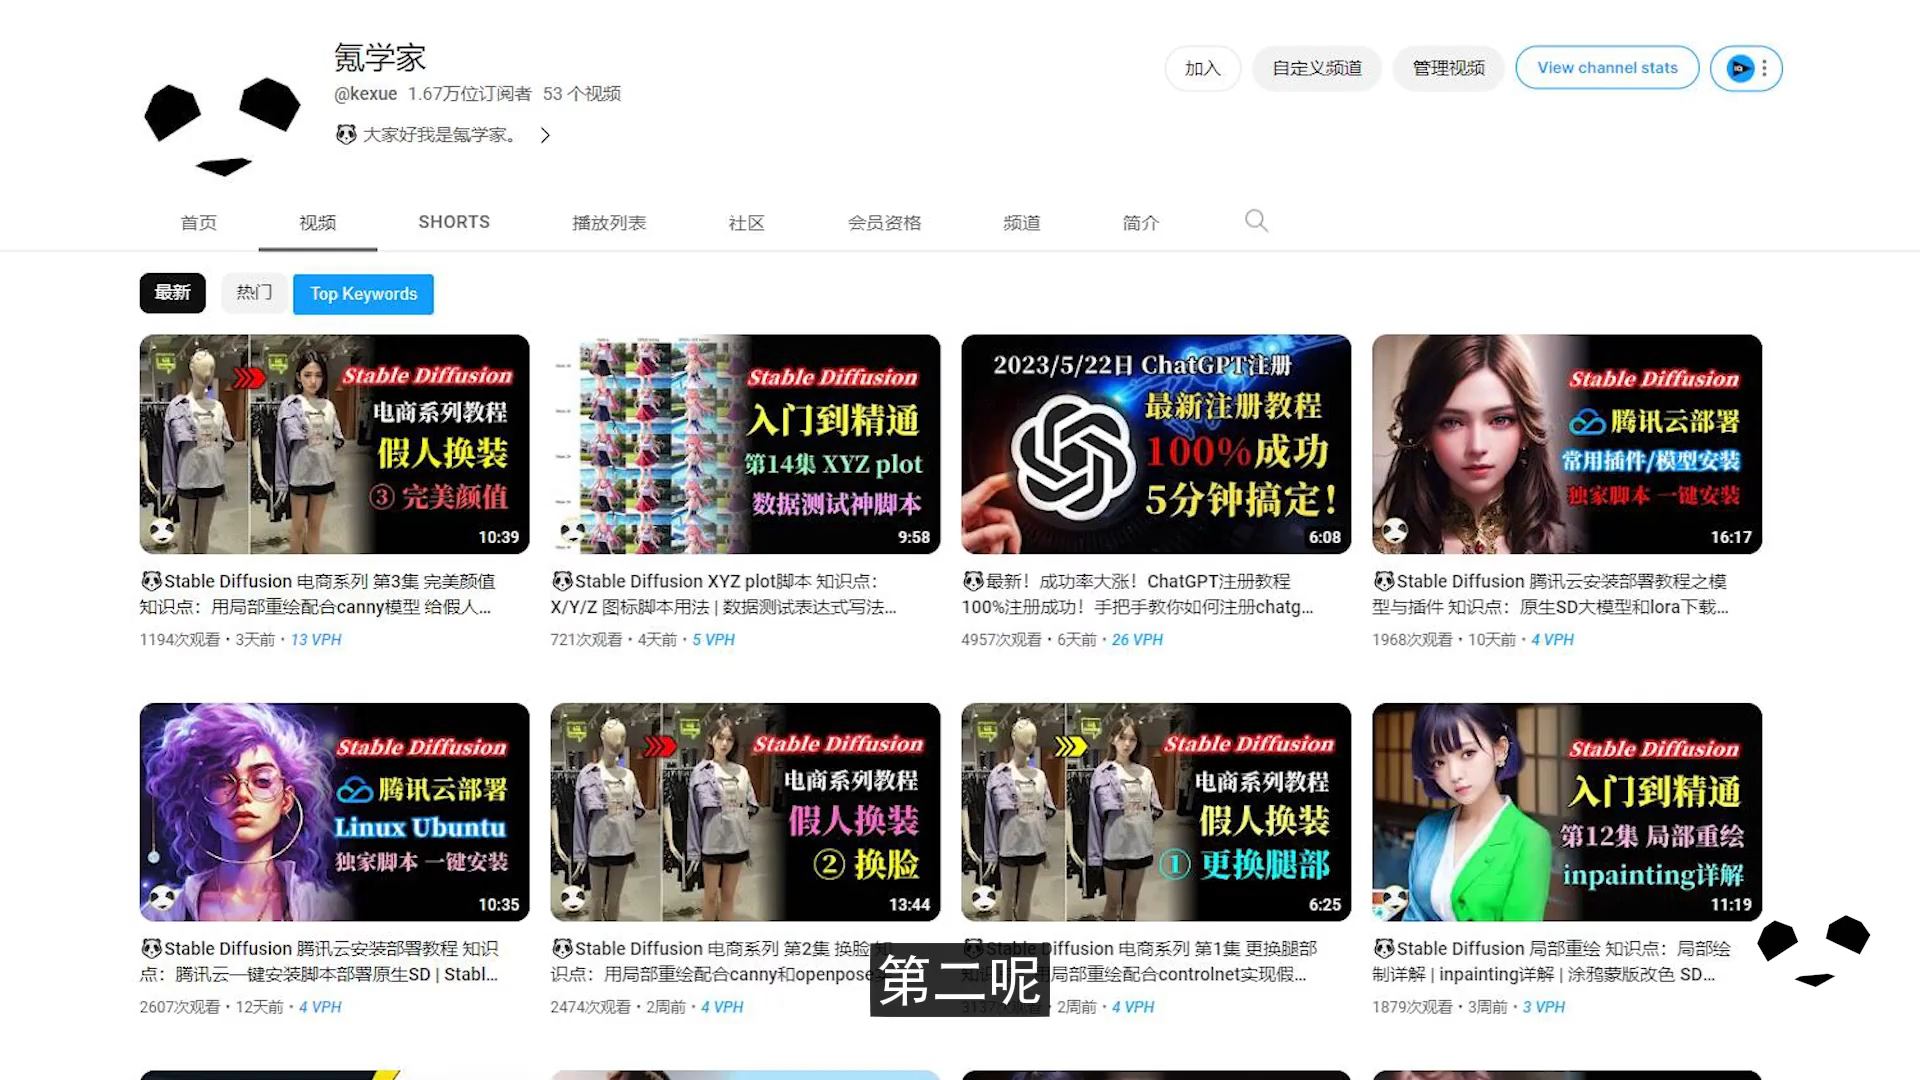 氪学家
@kexue 1.67万位订阅者 53 个视频
大家好我是氪学家。
加入
自定义频道
管理视频
View channel stats
首页
视频
SHORTS
播放列表
社区
会员资格
频道
简介
最新
热门
Top Keywords
Stable Diffusion
电商系列教程
假人换装
③ 完美颜值
10:39
Stable Diffusion
入门到精通
第14集 XYZ plot
数据测试神脚本
9:58
2023/5/22日 ChatGPT注册
最新注册教程
100%成功
5分钟搞定!
6:08
Stable Diffusion
腾讯云部署
常用插件/模型安装
独家脚本 一键安装
16:17
Stable Diffusion 电商系列 第3集 完美颜值
知识点：用局部重绘配合canny模型 给假人...
1194次观看・3天前・13 VPH
Stable Diffusion XYZ plot脚本 知识点：
X/Y/Z 图标脚本用法 | 数据测试表达式写法...
721次观看・4天前・5 VPH
最新！成功率大涨！ChatGPT注册教程
100%注册成功！手把手教你如何注册chatg...
4957次观看・6天前・26 VPH
Stable Diffusion 腾讯云安装部署教程之模
型与插件 知识点：原生SD大模型和lora下载...
1968次观看・10天前・4 VPH
Stable Diffusion
腾讯云部署
Linux Ubuntu
独家脚本 一键安装
10:35
Stable Diffusion
电商系列教程
假人换装
② 换脸
13:44
Stable Diffusion
电商系列教程
假人换装
① 更换腿部
6:25
Stable Diffusion
入门到精通
第12集 局部重绘
inpainting详解
11:19
Stable Diffusion 腾讯云安装部署教程 知识
点：腾讯云一键安装脚本部署原生SD | Stabl...
2607次观看・12天前・4 VPH
Stable Diffusion 电商系列 第2集 换脸 知
识点：用局部重绘配合canny和openpose
2474次观看・2周前・4 VPH
Stable Diffusion 电商系列 第1集 更换腿部
知识点：用局部重绘配合controlnet实现假...
3137次观看・2周前・4 VPH
Stable Diffusion 局部重绘 知识点：局部绘
制详解 | inpainting详解 | 涂鸦蒙版改色 SD...
1879次观看・3周前・3 VPH
第二呢